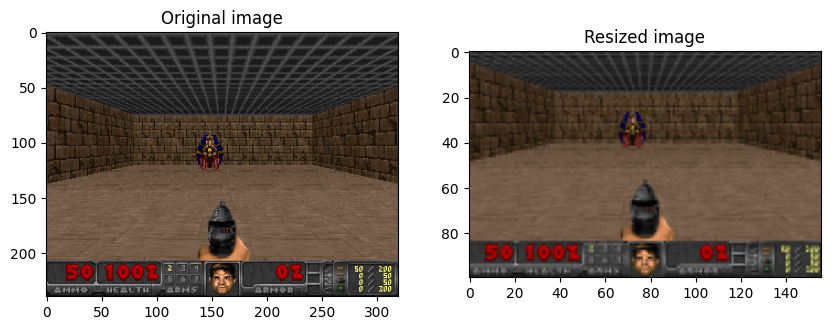 Original image
0
50
100
150
200
50 100% 2 3 4 0% 50 / 200
5 6 7 0 / 50
0 / 50
0 / 300
AMMO HEALTH ARMS ARMOR
0 50 100 150 200 250 300
Resized image
0
20
40
60
80
50 100% 0%
0 20 40 60 80 100 120 140